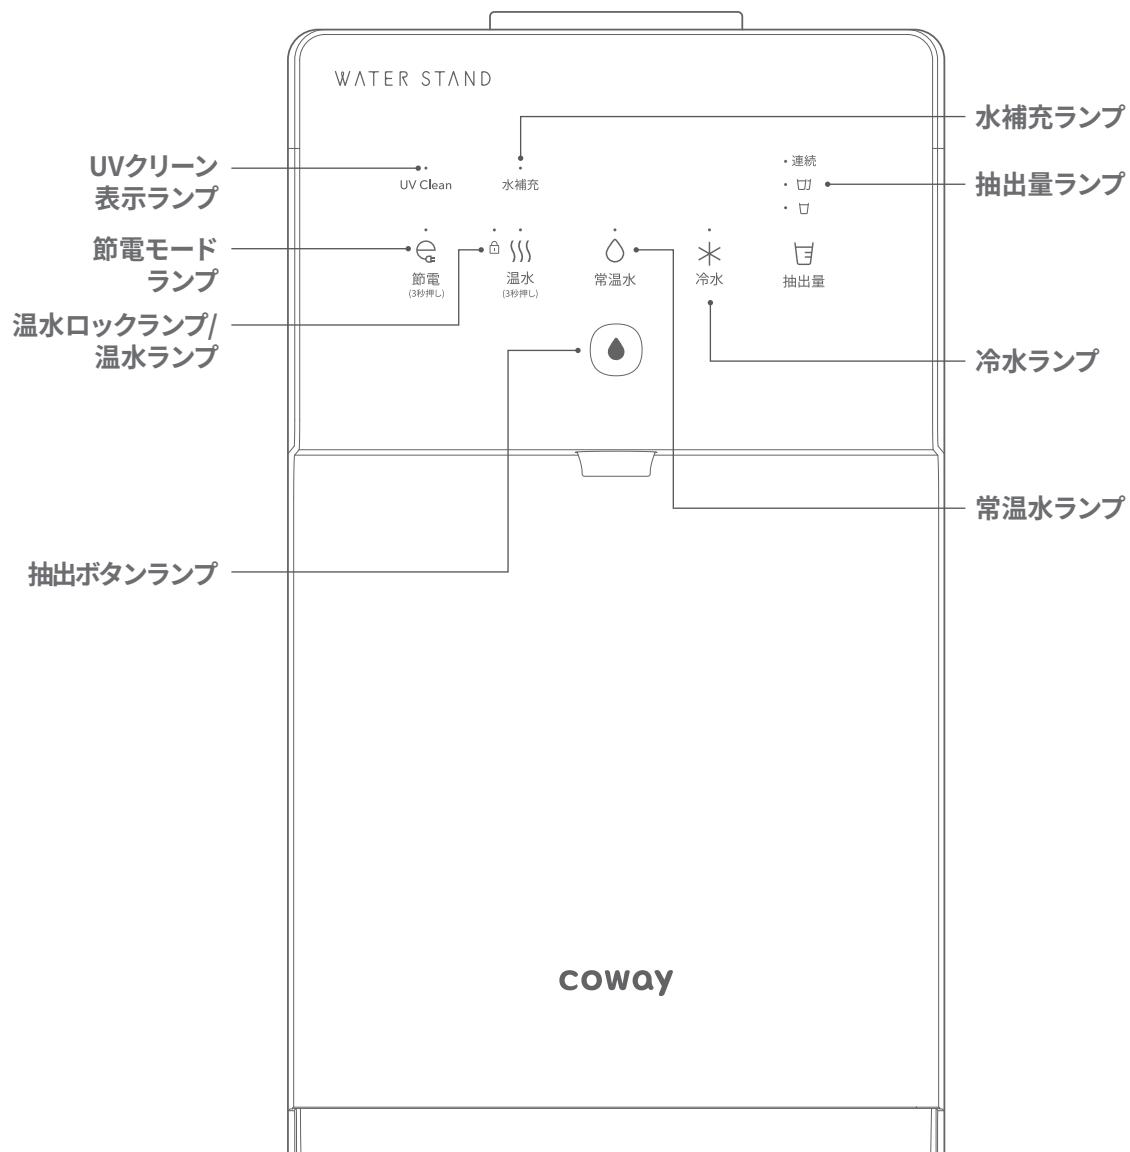 WATER STAND
水補充ランプ
UVクリーン
表示ランプ
UV Clean
水補充
連続
抽出量ランプ
節電モード
ランプ
節電
(3秒押し)
温水
(3秒押し)
常温水
冷水
抽出量
温水ロックランプ/
温水ランプ
冷水ランプ
常温水ランプ
抽出ボタンランプ
coway